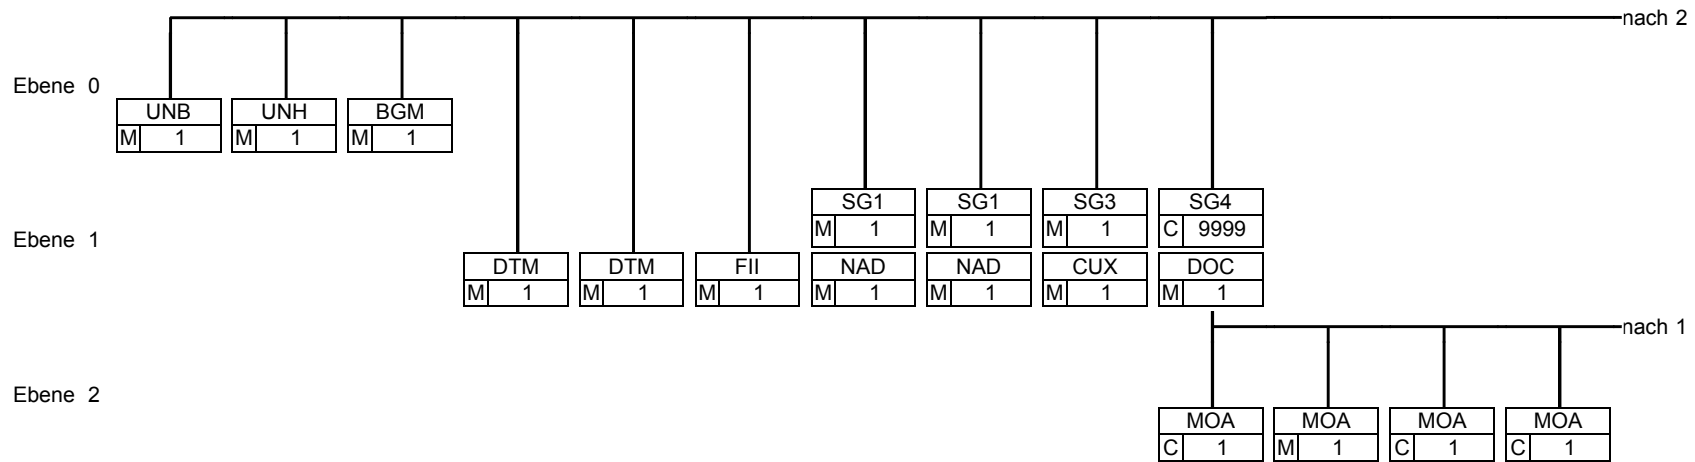 nach 2
Ebene 0
UNB UNH BGM
M 1 M 1 M 1
SG1 SG1 SG3 SG4
M 1 M 1 M 1 C 9999
Ebene 1
DTM DTM FII NAD NAD CUX DOC
M 1 M 1 M 1 M 1 M 1 M 1 M 1
nach 1
Ebene 2
MOA MOA MOA MOA
C 1 M 1 C 1 C 1